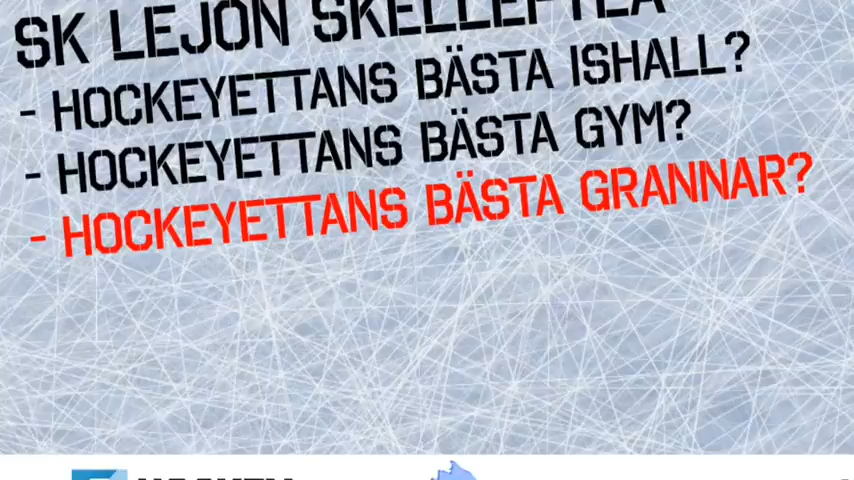 SK LEJON SKELLEFTEÅ
- HOCKEYETTANS BÄSTA ISHALL?
- HOCKEYETTANS BÄSTA GYM?
- HOCKEYETTANS BÄSTA GRANNAR?